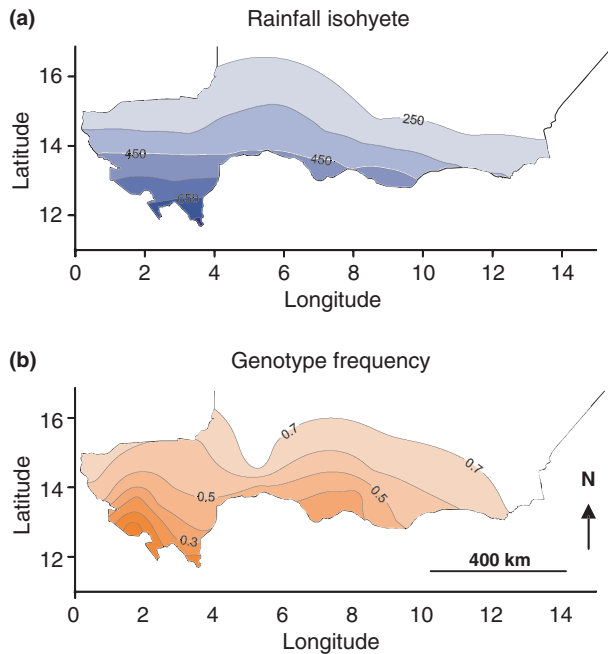 (a)
Rainfall isohyete
Latitude
16
14
12
250
450
450
650
0 2 4 6 8 10 12 14
Longitude
(b)
Genotype frequency
Latitude
16
14
12
0.7
0.7
0.5
0.5
0.3
N
400 km
0 2 4 6 8 10 12 14
Longitude